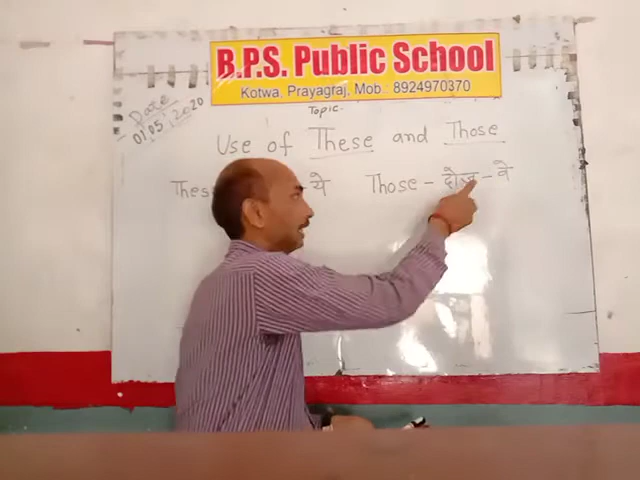 B.P.S. Public School
Kotwa, Prayagraj, Mob.: 8924970370
Date
01.05.2020
Topic-
Use of These and Those
ये Those - दोज - वे